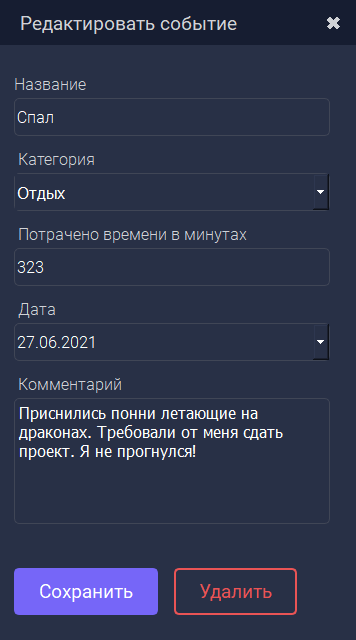 Редактировать событие
Название
Спал
Категория
Отдых
Потрачено времени в минутах
323
Дата
27.06.2021
Комментарий
Приснились понни летающие на
драконах. Требовали от меня сдать
проект. Я не прогнулся!
Сохранить
Удалить